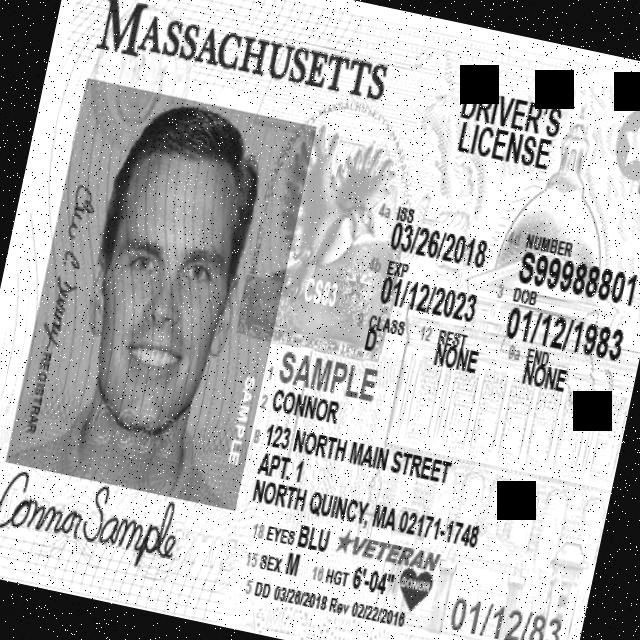 MASSACHUSETTS
DRIVER'S
LICENSE
4a ISS
03/26/2018
4d NUMBER
S99988801
4b EXP
01/12/2023
3 DOB
01/12/1983
CLASS
D
12 REST
NONE
9a END
NONE
1 SAMPLE
2 CONNOR
8 123 NORTH MAIN STREET
APT. 1
NORTH QUINCY, MA 02171-1748
18 EYES BLU
★VETERAN
15 SEX M
16 HGT 6'-04"
5 DD 03/26/2018 Rev 02/22/2016
01/12/83
SAMPLE
REGISTRAR
Connor Sample